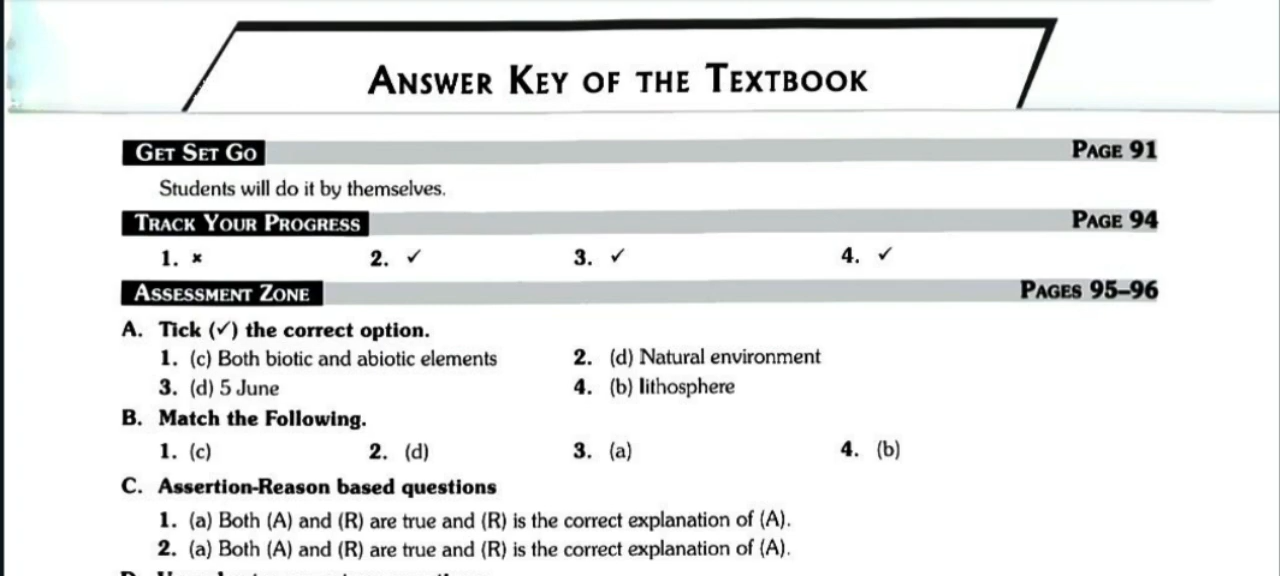 ANSWER KEY OF THE TEXTBOOK
GET SET GO PAGE 91
Students will do it by themselves.
TRACK YOUR PROGRESS PAGE 94
1. × 2. ✓ 3. ✓ 4. ✓
ASSESSMENT ZONE PAGES 95–96
A. Tick (✓) the correct option.
1. (c) Both biotic and abiotic elements 2. (d) Natural environment
3. (d) 5 June 4. (b) lithosphere
B. Match the Following.
1. (c) 2. (d) 3. (a) 4. (b)
C. Assertion-Reason based questions
1. (a) Both (A) and (R) are true and (R) is the correct explanation of (A).
2. (a) Both (A) and (R) are true and (R) is the correct explanation of (A).